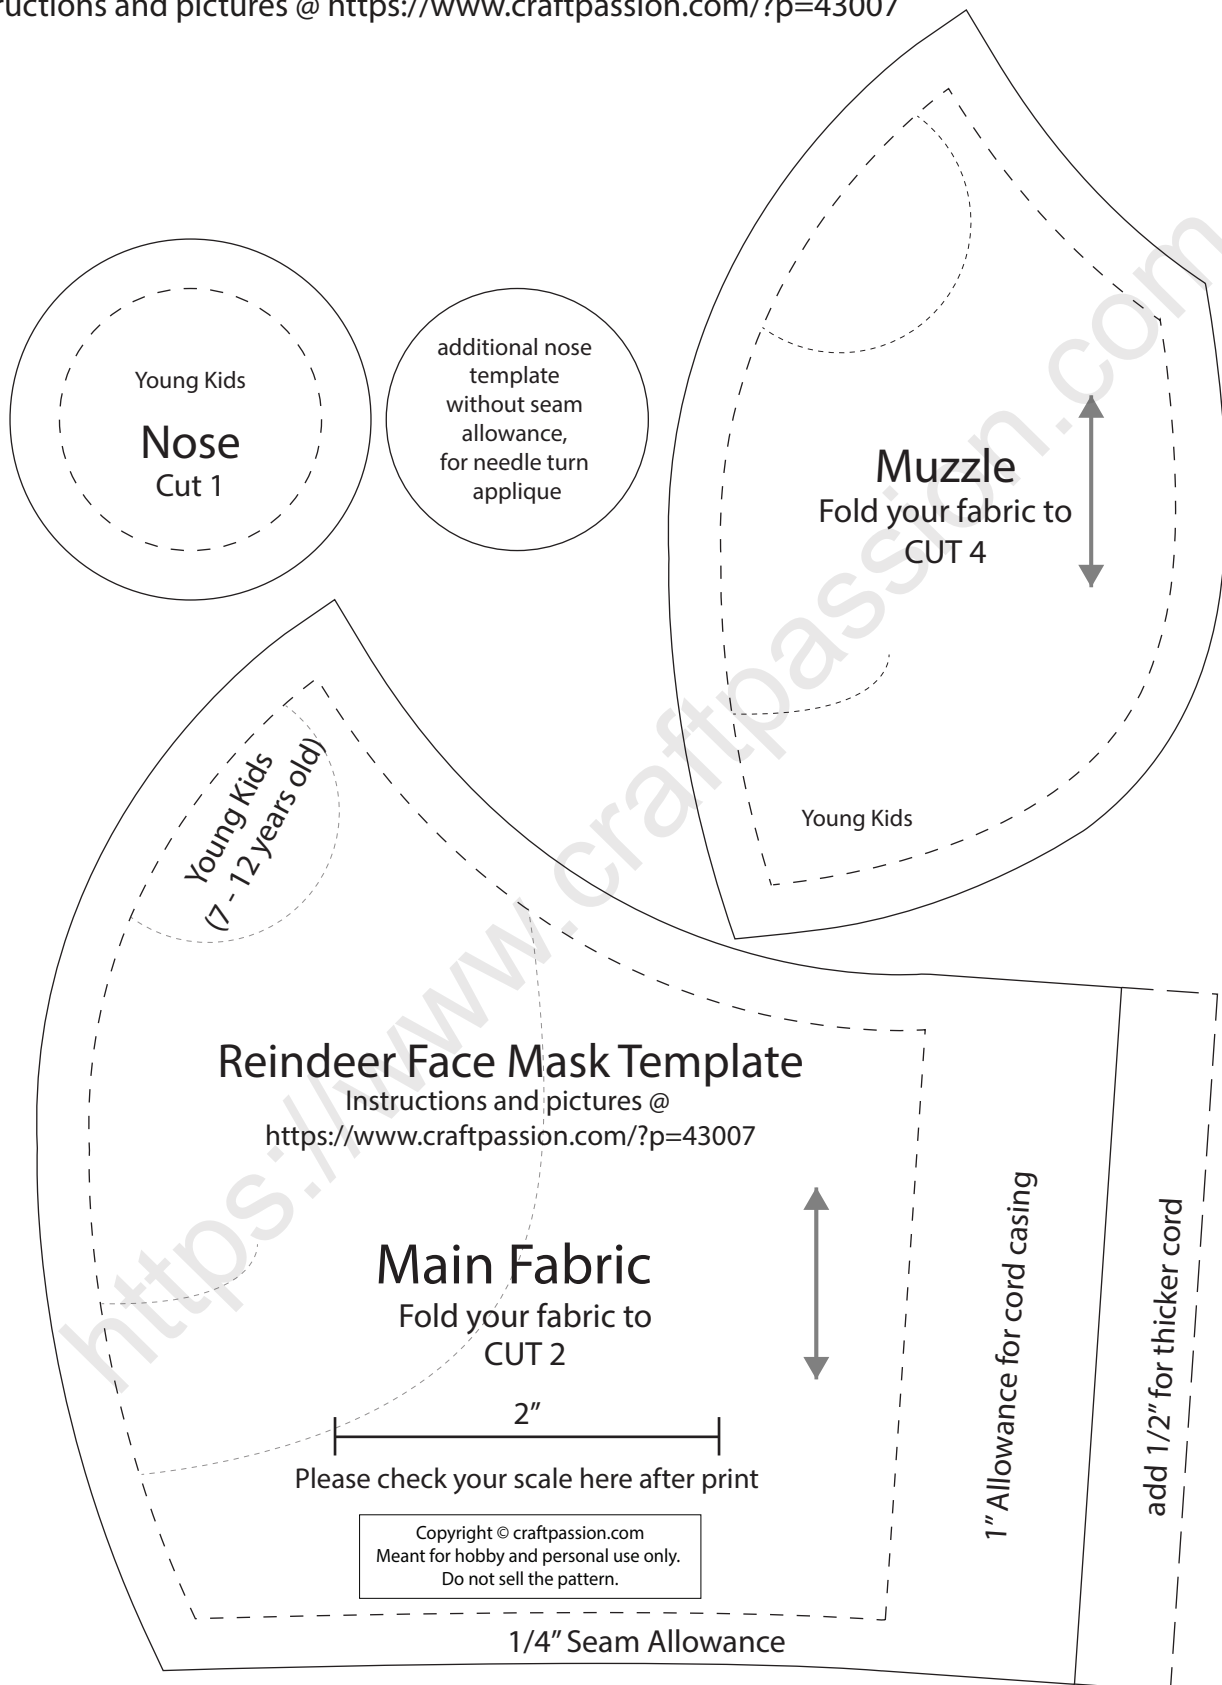 ructions and pictures @ https://www.craftpassion.com/?p=43007
Young Kids
Nose
Cut 1
additional nose
template
without seam
allowance,
for needle turn
applique
Muzzle
Fold your fabric to
CUT 4
Young Kids
Young Kids
(7 - 12 years old)
Reindeer Face Mask Template
Instructions and pictures @
https://www.craftpassion.com/?p=43007
Main Fabric
Fold your fabric to
CUT 2
2"
Please check your scale here after print
Copyright © craftpassion.com
Meant for hobby and personal use only.
Do not sell the pattern.
1/4" Seam Allowance
1" Allowance for cord casing
add 1/2" for thicker cord
https://www.craftpassion.com